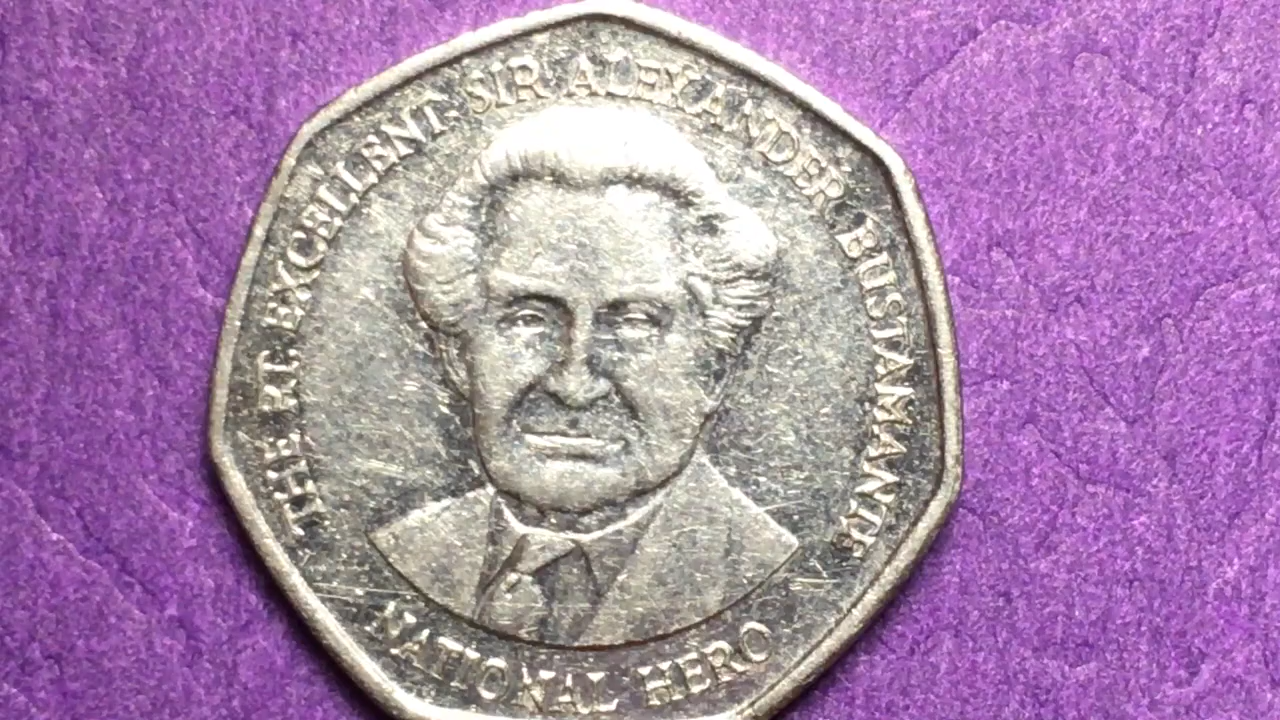 THE RT. EXCELLENT SIR ALEXANDER BUSTAMANTE
NATIONAL HERO